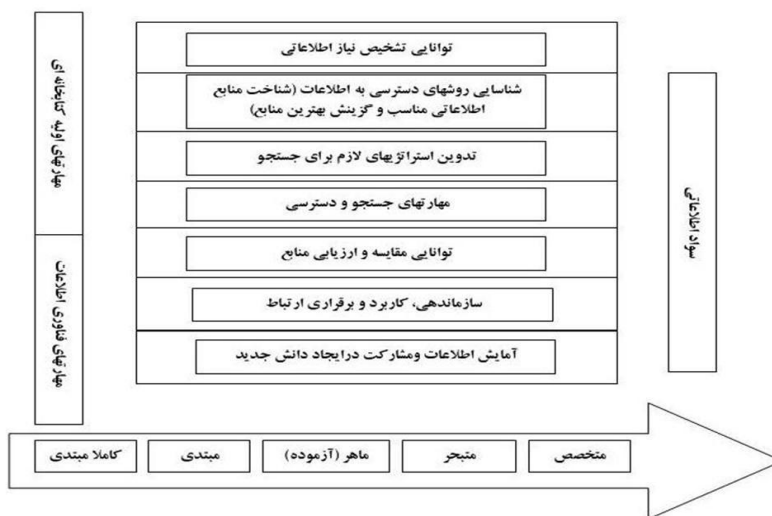 توانایی تشخیص نیاز اطلاعاتی
شناسایی روشهای دسترسی به اطلاعات (شناخت منابع
اطلاعاتی مناسب و گزینش بهترین منابع)
تدوین استراتژیهای لازم برای جستجو
مهارتهای جستجو و دسترسی
توانایی مقایسه و ارزیابی منابع
سازماندهی، کاربرد و برقراری ارتباط
آمایش اطلاعات ومشارکت درایجاد دانش جدید
سواد اطلاعاتی
مهارتهای اولیه کتابخانه ای
مهارتهای فناوری اطلاعات
متخصص
متبحر
ماهر (آزموده)
مبتدی
کاملا مبتدی